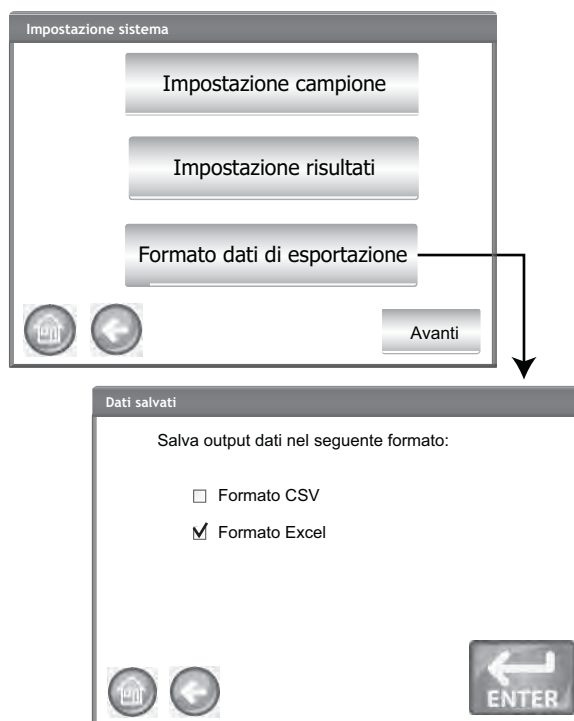 Impostazione sistema
Impostazione campione
Impostazione risultati
Formato dati di esportazione
Avanti
Dati salvati
Salva output dati nel seguente formato:
Formato CSV
Formato Excel
ENTER